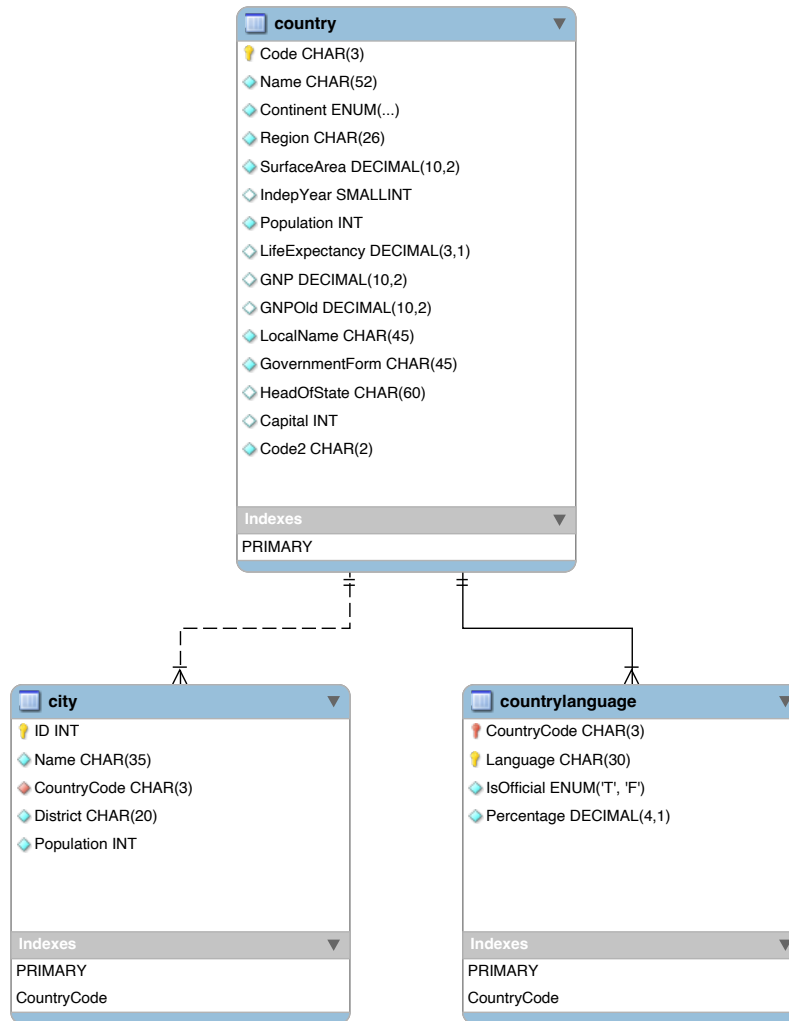 country
Code CHAR(3)
Name CHAR(52)
Continent ENUM(...)
Region CHAR(26)
SurfaceArea DECIMAL(10,2)
IndepYear SMALLINT
Population INT
LifeExpectancy DECIMAL(3,1)
GNP DECIMAL(10,2)
GNPOld DECIMAL(10,2)
LocalName CHAR(45)
GovernmentForm CHAR(45)
HeadOfState CHAR(60)
Capital INT
Code2 CHAR(2)
Indexes
PRIMARY
city
ID INT
Name CHAR(35)
CountryCode CHAR(3)
District CHAR(20)
Population INT
Indexes
PRIMARY
CountryCode
countrylanguage
CountryCode CHAR(3)
Language CHAR(30)
IsOfficial ENUM('T', 'F')
Percentage DECIMAL(4,1)
Indexes
PRIMARY
CountryCode